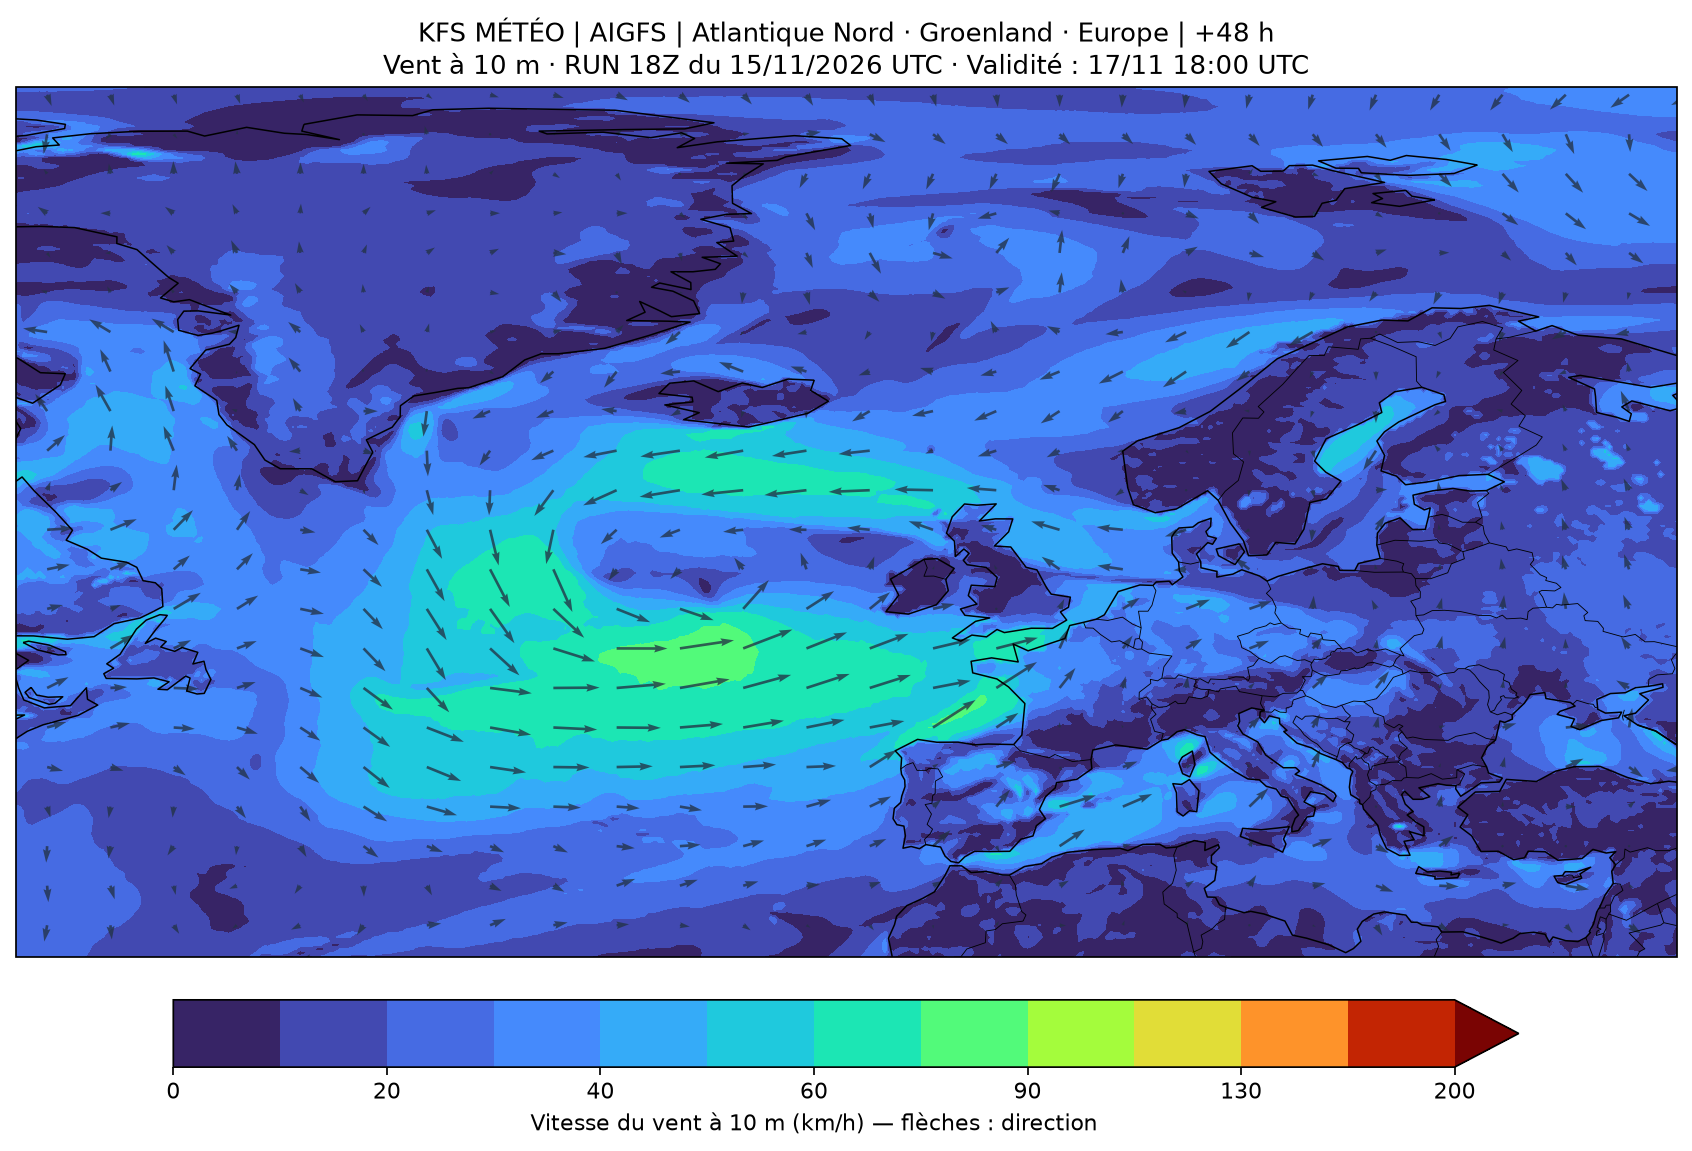 KFS MÉTÉO | AIGFS | Atlantique Nord · Groenland · Europe | +48 h
Vent à 10 m · RUN 18Z du 15/11/2026 UTC · Validité : 17/11 18:00 UTC
0 20 40 60 90 130 200
Vitesse du vent à 10 m (km/h) — flèches : direction